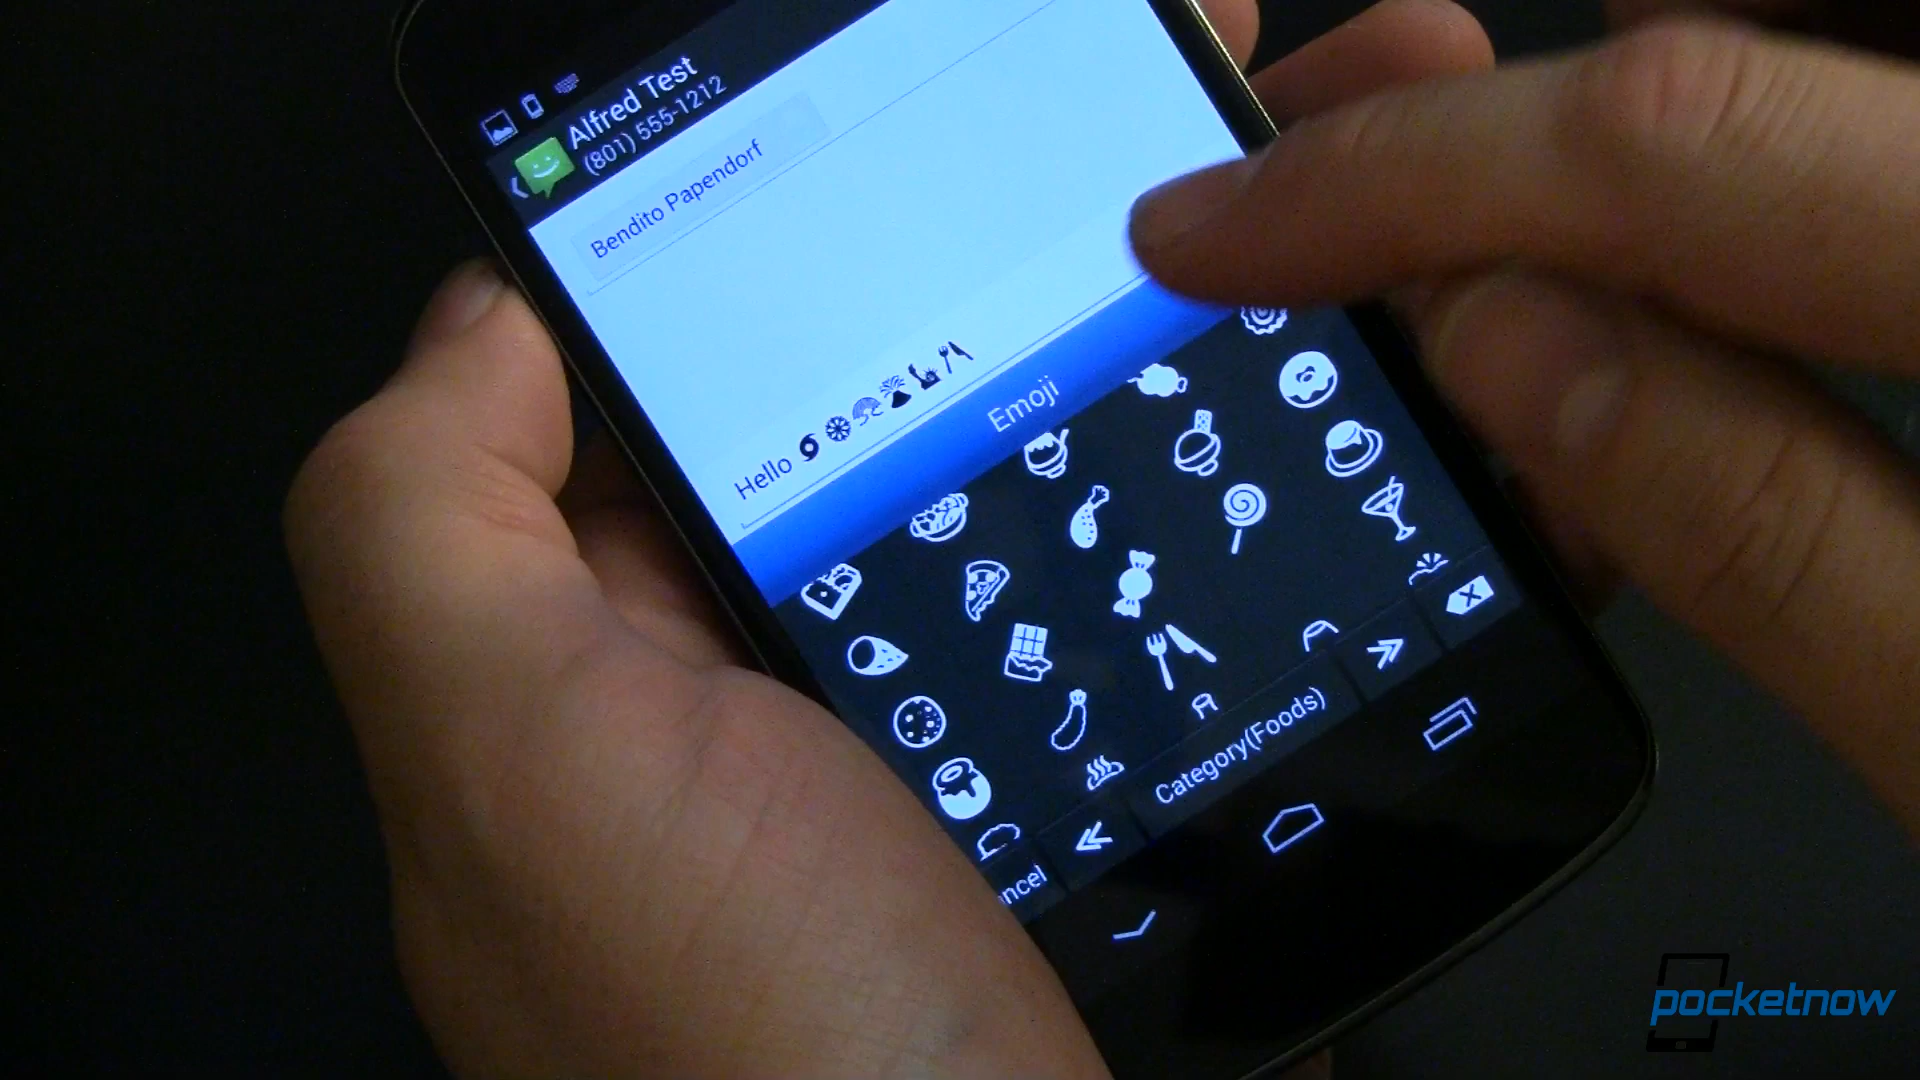 Alfred Test
(801) 555-1212
Bendito Papendorf
Hello
Emoji
Category(Foods)
ncel
pocketnow